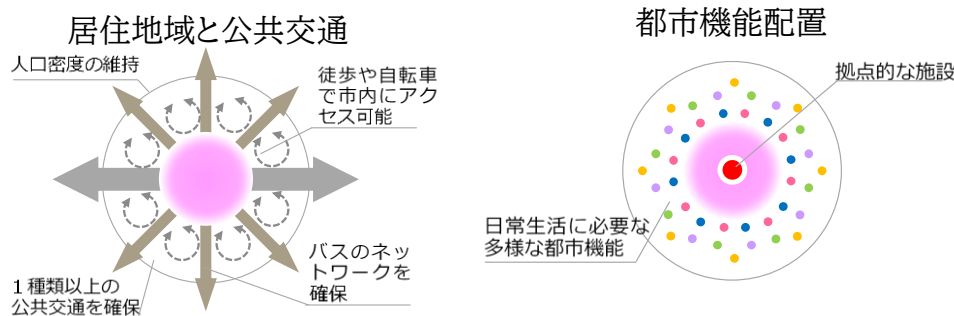 居住地域と公共交通
人口密度の維持
徒歩や自転車
で市内にアク
セス可能
バスのネッ
トワークを
確保
1種類以上の
公共交通を確保
都市機能配置
拠点的な施設
日常生活に必要な
多様な都市機能